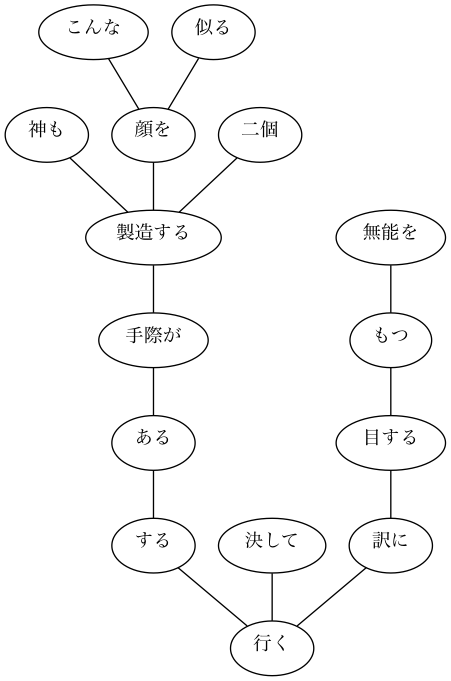 こんな
似る
神も
顔を
二個
製造する
無能を
手際が
もつ
ある
目する
する
決して
訳に
行く